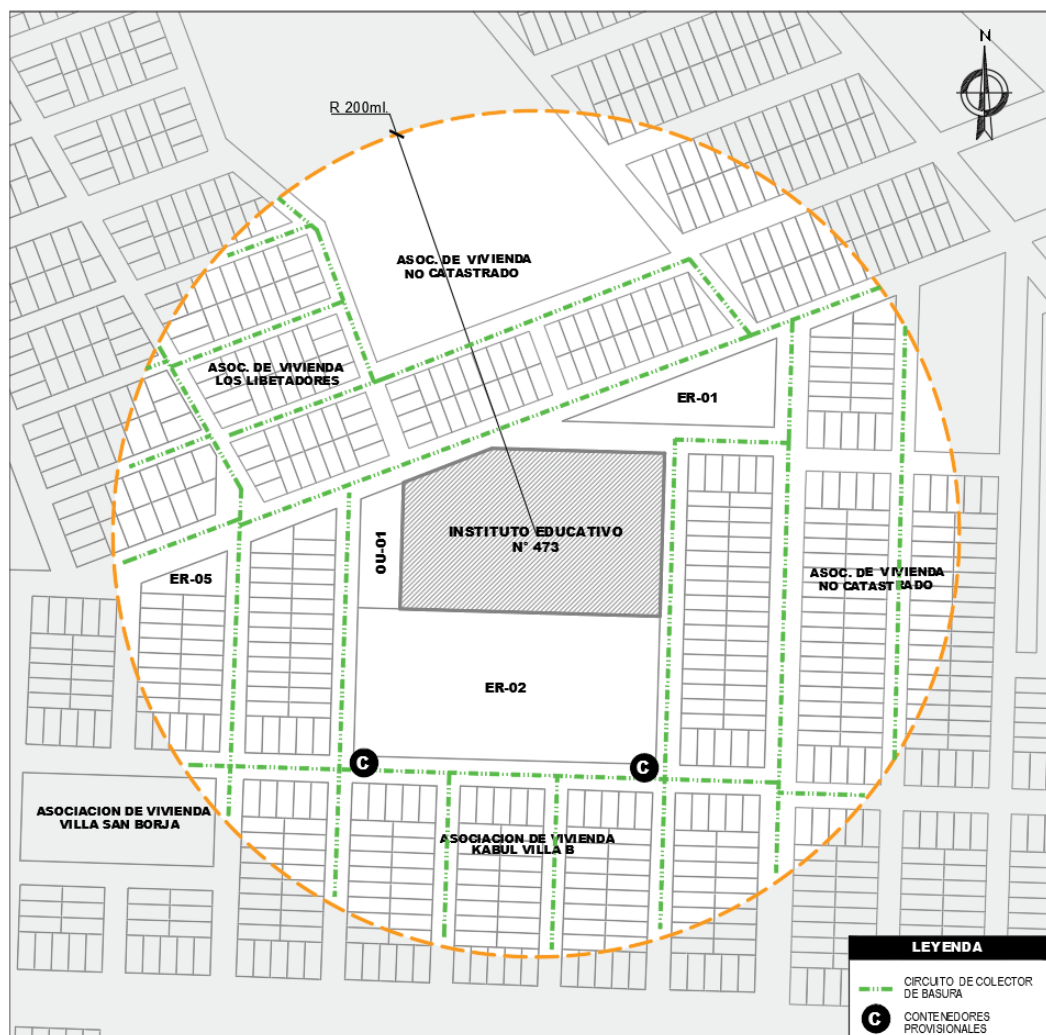 N
R 200ml.
ASOC. DE VIVIENDA
NO CATASTRADO
ASOC. DE VIVIENDA
LOS LIBETADORES
ER-01
INSTITUTO EDUCATIVO
N° 473
OU-01
ER-05
ASOC. DE VIVIENDA
NO CATASTRADO
ER-02
C
C
ASOCIACION DE VIVIENDA
VILLA SAN BORJA
ASOCIACION DE VIVIENDA
KABUL VILLA B
LEYENDA
CIRCUITO DE COLECTOR
DE BASURA
C
CONTENEDORES
PROVISIONALES